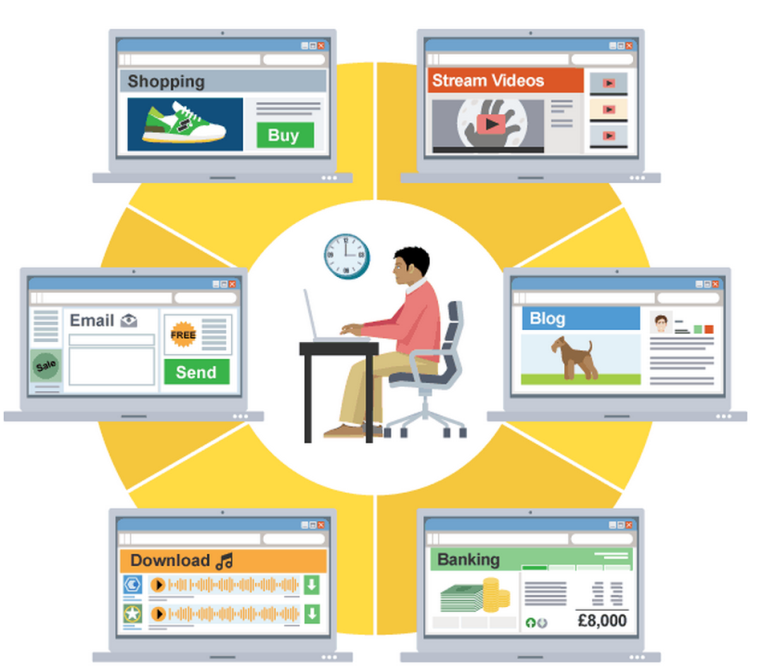 Shopping
Buy
Stream Videos
Email
FREE
Sale
Send
Blog
Download
Banking
£8,000